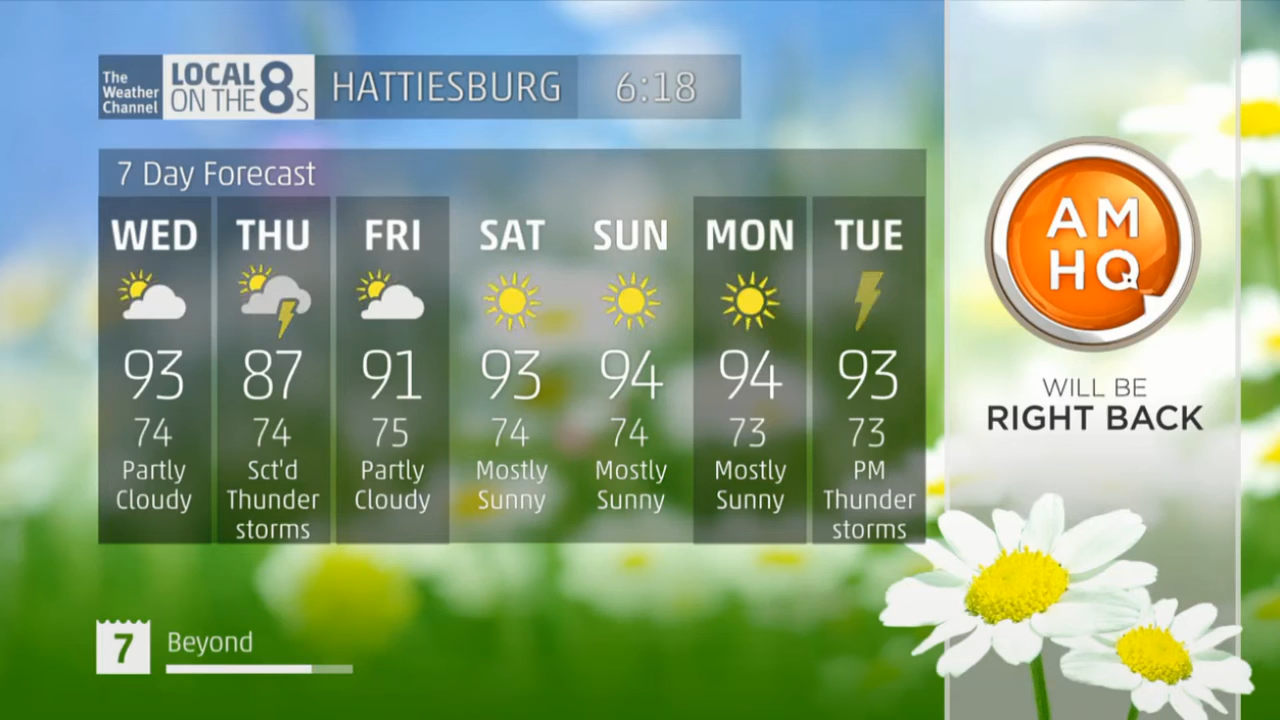 The Weather Channel
LOCAL ON THE 8s
HATTIESBURG
6:18
7 Day Forecast
WED THU FRI SAT SUN MON TUE
93 87 91 93 94 94 93
74 74 75 74 74 73 73
Partly Cloudy
Sct'd Thunder storms
Partly Cloudy
Mostly Sunny
Mostly Sunny
Mostly Sunny
PM Thunder storms
AM
HQ
WILL BE
RIGHT BACK
7
Beyond